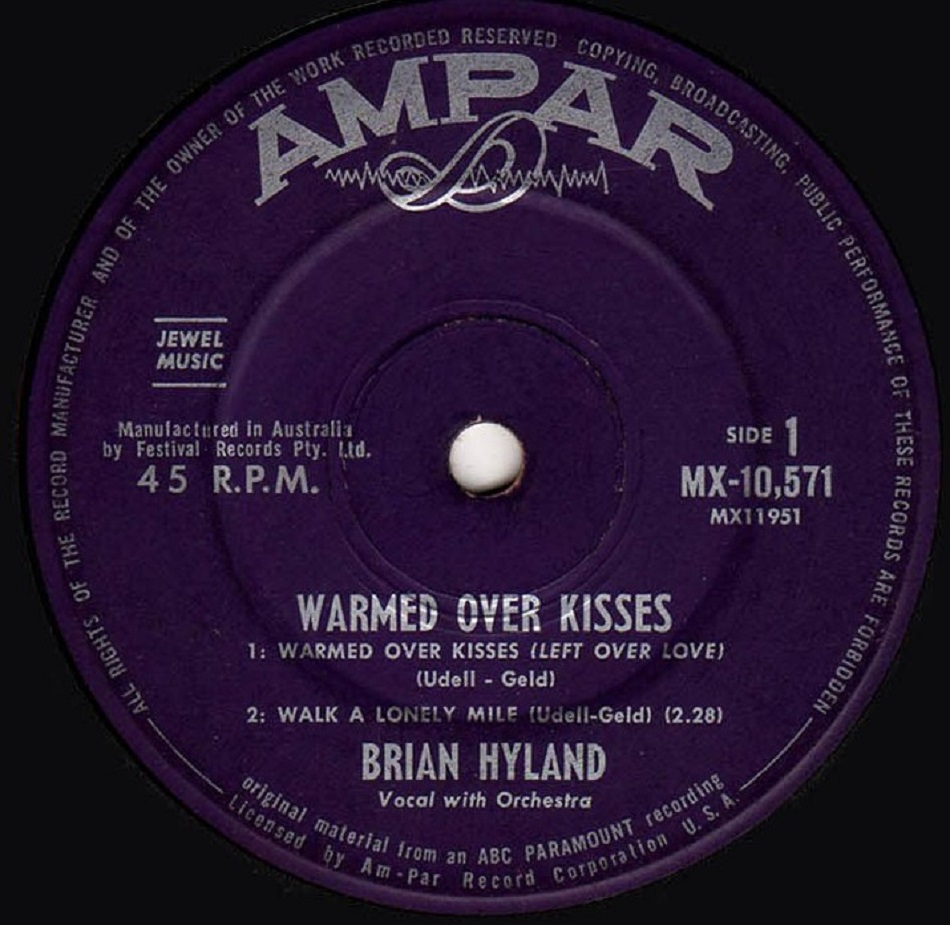 ALL RIGHTS OF THE RECORD MANUFACTURER AND OF THE OWNER OF THE WORK RECORDED RESERVED COPYING, BROADCASTING, PUBLIC PERFORMANCE OF THESE RECORDS ARE FORBIDDEN
AMPAR
JEWEL
MUSIC
Manufactured in Australia
by Festival Records Pty. Ltd.
45 R.P.M.
SIDE 1
MX-10,571
MX11951
WARMED OVER KISSES
1: WARMED OVER KISSES (LEFT OVER LOVE)
(Udell - Geld)
2: WALK A LONELY MILE (Udell-Geld) (2.28)
BRIAN HYLAND
Vocal with Orchestra
original material from an ABC PARAMOUNT recording
Licensed by Am-Par Record Corporation U.S.A.